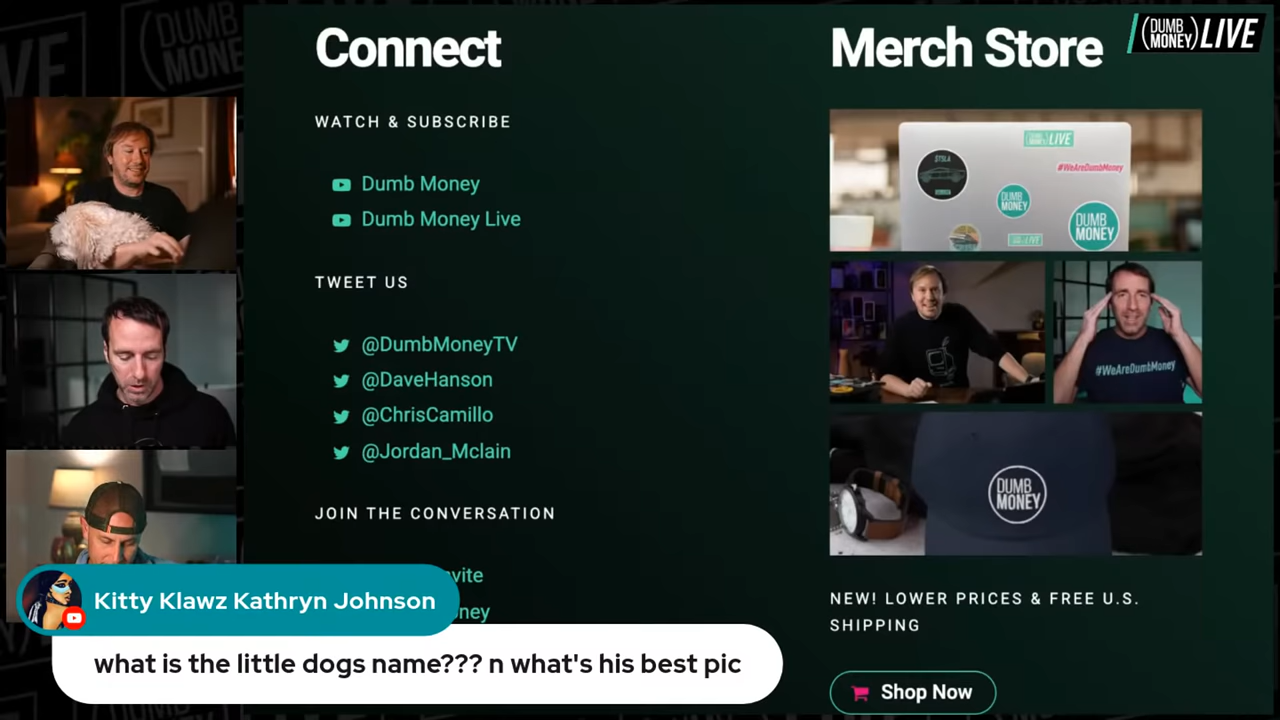 Connect
WATCH & SUBSCRIBE
Dumb Money
Dumb Money Live
TWEET US
@DumbMoneyTV
@DaveHanson
@ChrisCamillo
@Jordan_Mclain
JOIN THE CONVERSATION
Merch Store
(DUMB MONEY) LIVE
#WeAreDumbMoney
DUMB
MONEY
DUMB
MONEY
#WeAreDumbMoney
DUMB
MONEY
NEW! LOWER PRICES & FREE U.S.
SHIPPING
Shop Now
Kitty Klawz Kathryn Johnson
what is the little dogs name??? n what's his best pic